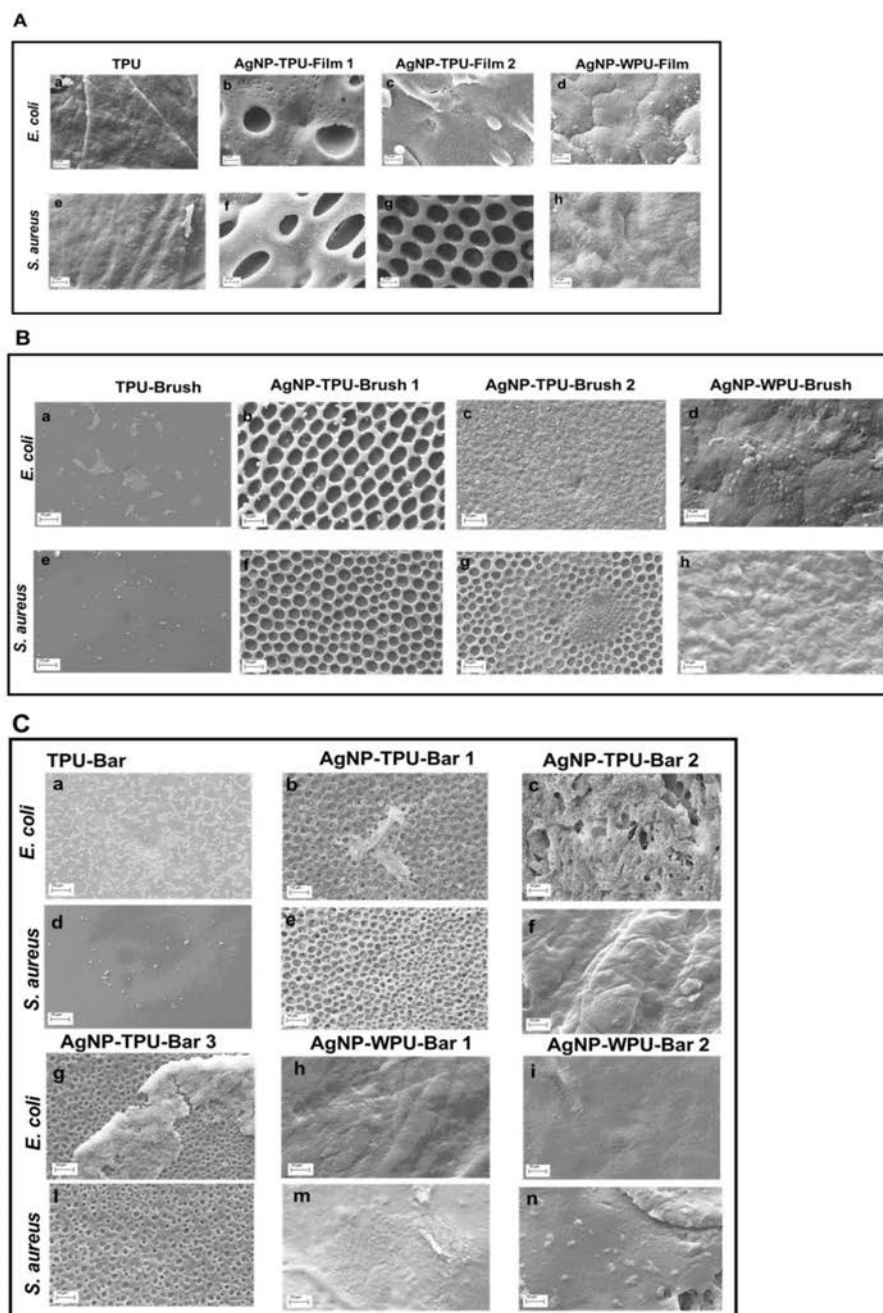 A
TPU AgNP-TPU-Film 1 AgNP-TPU-Film 2 AgNP-WPU-Film
E. coli
a b c d
S. aureus
e f g h
B
TPU-Brush AgNP-TPU-Brush 1 AgNP-TPU-Brush 2 AgNP-WPU-Brush
E. coli
a b c d
S. aureus
e f g h
C
TPU-Bar AgNP-TPU-Bar 1 AgNP-TPU-Bar 2
E. coli
a b c
S. aureus
d e f
AgNP-TPU-Bar 3 AgNP-WPU-Bar 1 AgNP-WPU-Bar 2
E. coli
g h i
S. aureus
l m n